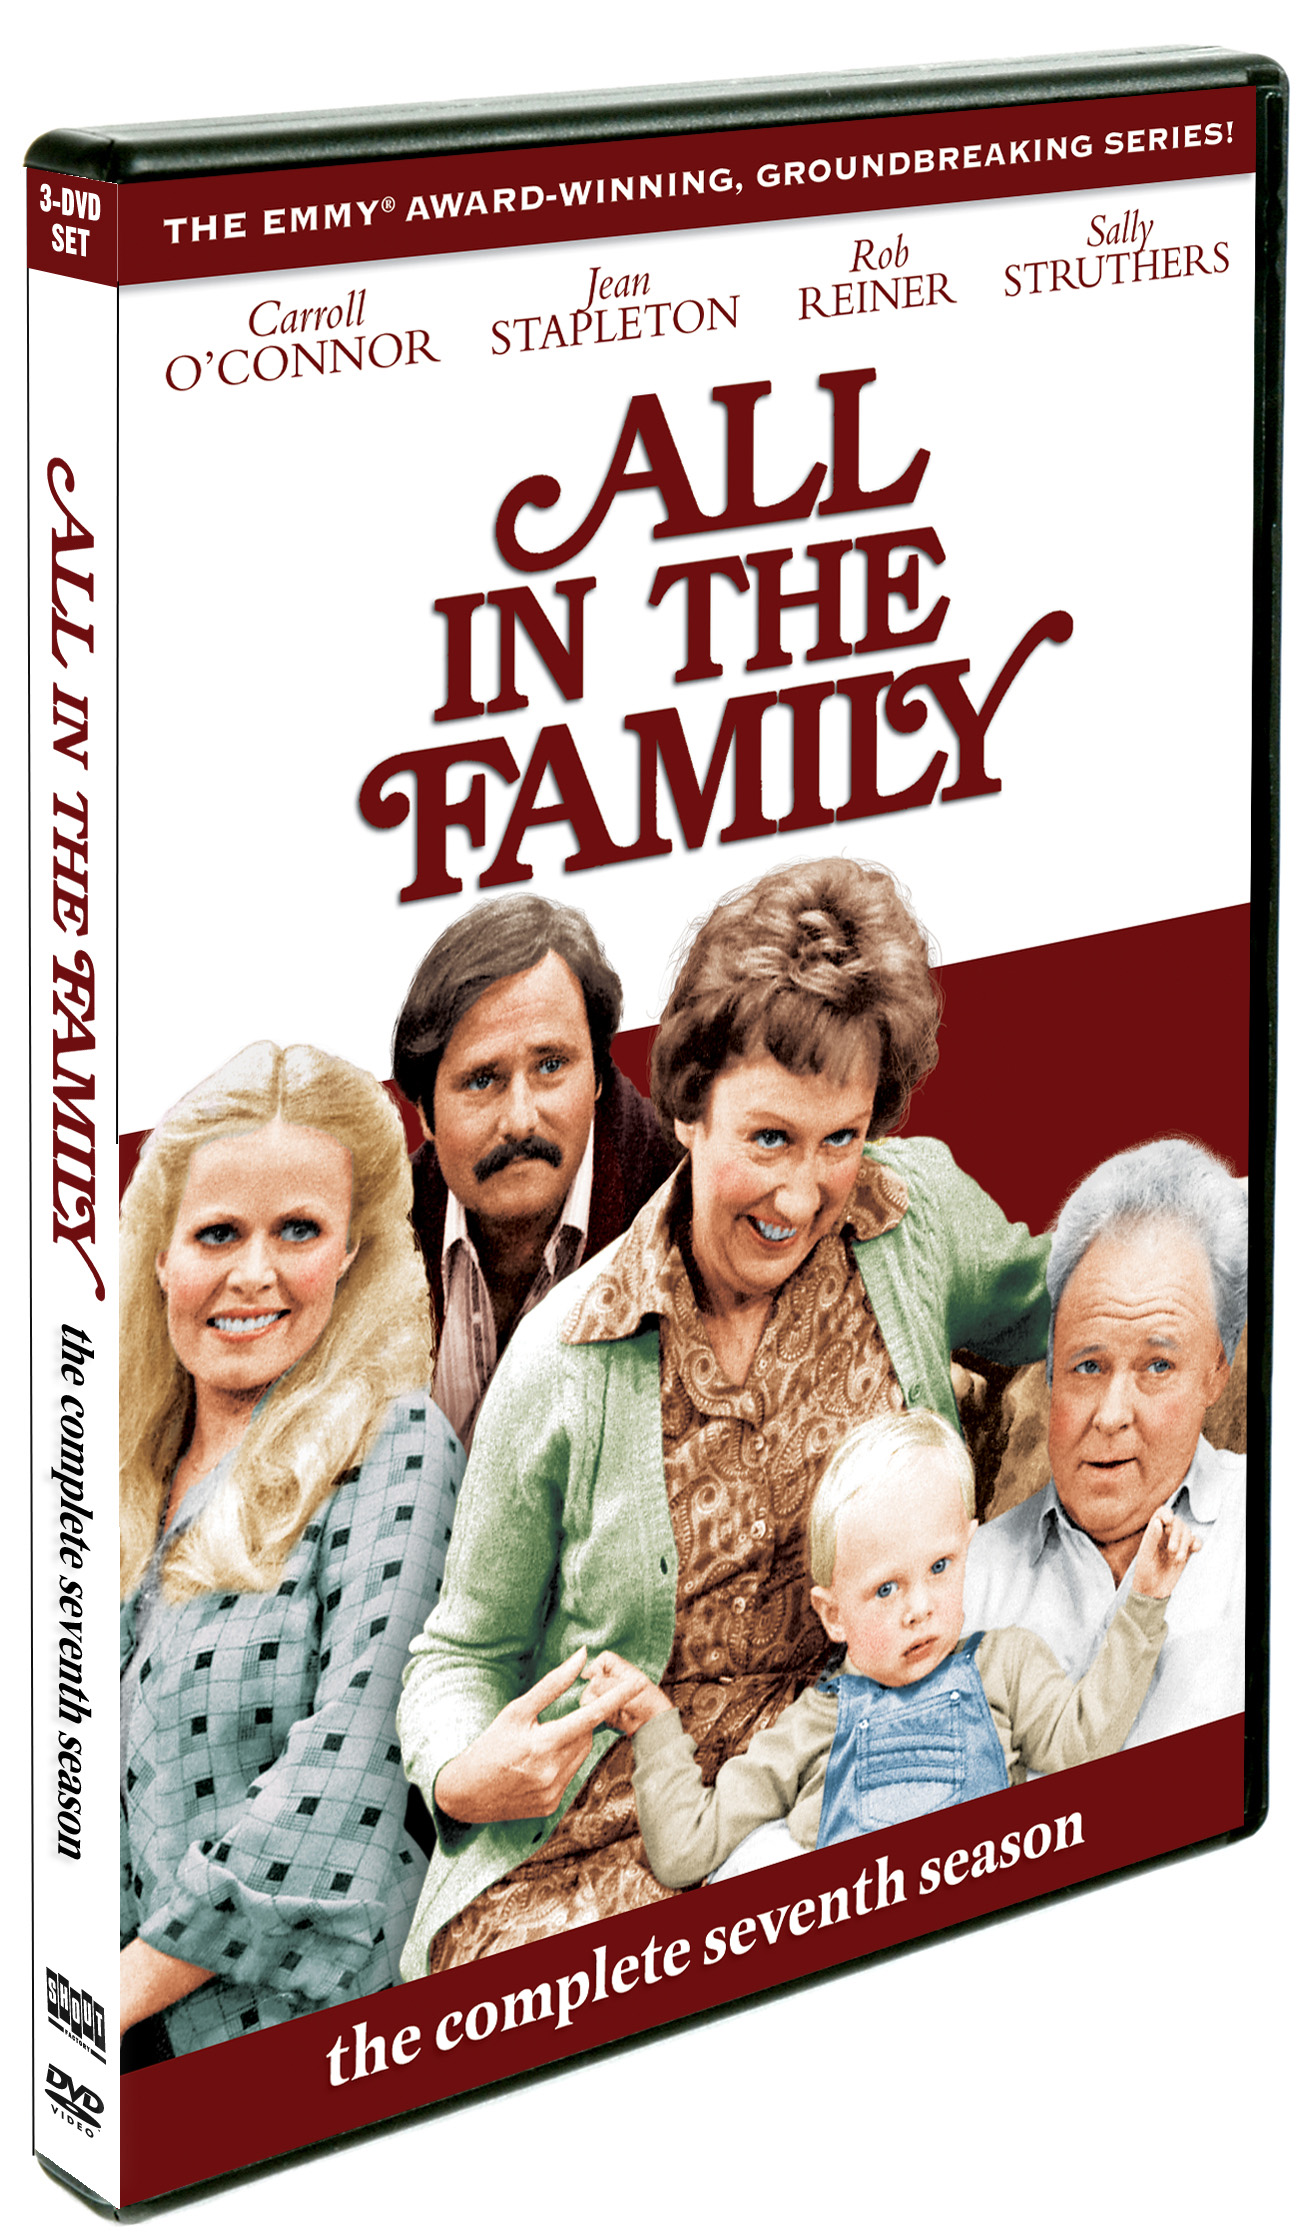 3-DVD
SET
ALL IN THE FAMILY the complete seventh season
SHOUT
FACTORY
DVD
VIDEO
THE EMMY® AWARD-WINNING, GROUNDBREAKING SERIES!
Carroll
O'CONNOR
Jean
STAPLETON
Rob
REINER
Sally
STRUTHERS
ALL
IN THE
FAMILY
the complete seventh season